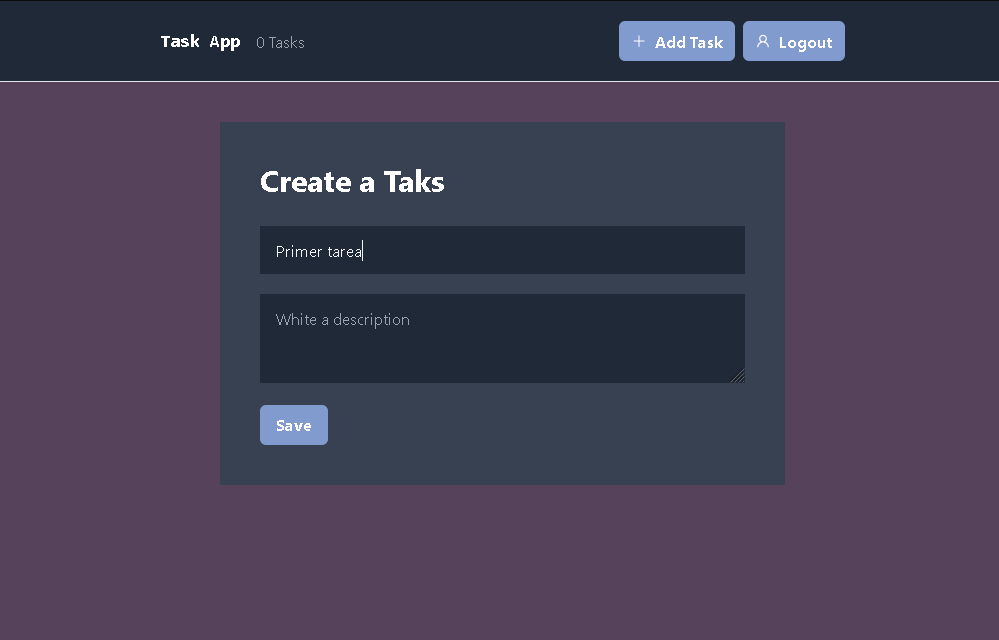 Task App 0 Tasks Add Task Logout
Create a Taks
Primer tarea
White a description
Save